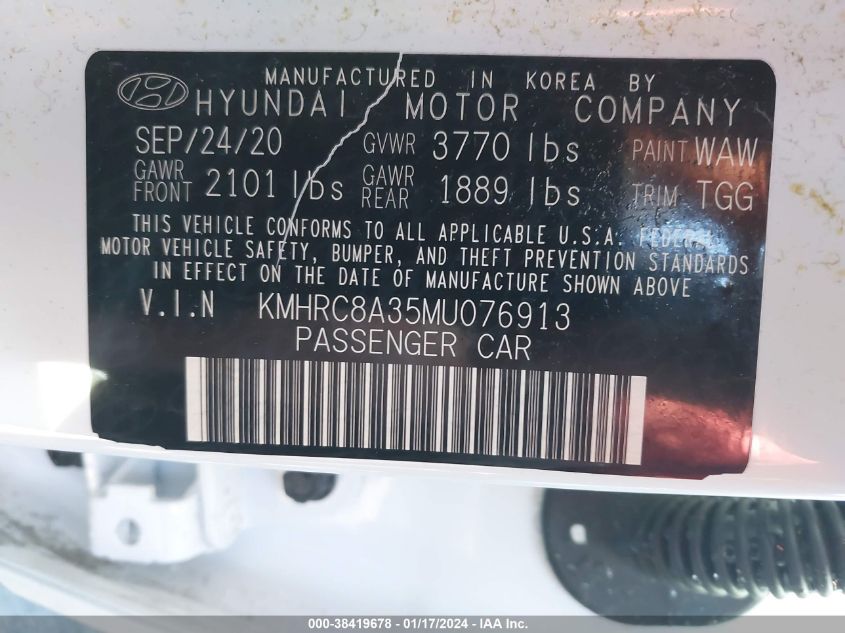 MANUFACTURED IN KOREA BY
HYUNDAI MOTOR COMPANY
SEP/24/20 GVWR 3770 lbs PAINT WAW
GAWR FRONT 2101 lbs GAWR REAR 1889 lbs TRIM TGG
THIS VEHICLE CONFORMS TO ALL APPLICABLE U.S.A. FEDERAL
MOTOR VEHICLE SAFETY, BUMPER, AND THEFT PREVENTION STANDARDS
IN EFFECT ON THE DATE OF MANUFACTURE SHOWN ABOVE
V.I.N KMHRC8A35MU076913
PASSENGER CAR
000-38419678 - 01/17/2024 - IAA Inc.